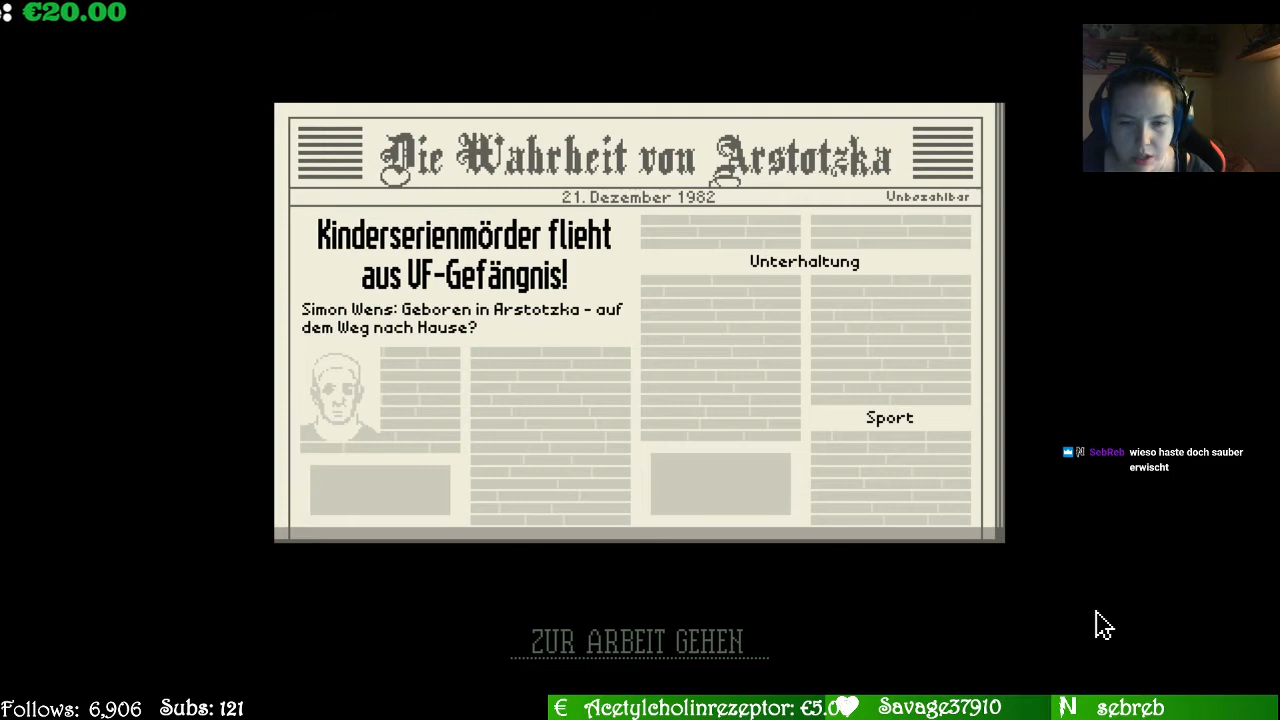 : €20.00
Die Wahrheit von Arstotzka
21. Dezember 1982
Unbezahlbar
Kinderserienmörder flieht
aus VF-Gefängnis!
Simon Wens: Geboren in Arstotzka - auf
dem Weg nach Hause?
Unterhaltung
Sport
SebReb wieso haste doch sauber
erwischt
ZUR ARBEIT GEHEN
Follows: 6,906 Subs: 121
€ Acetylcholinrezeptor: €5.0 Savage37910 sebreb